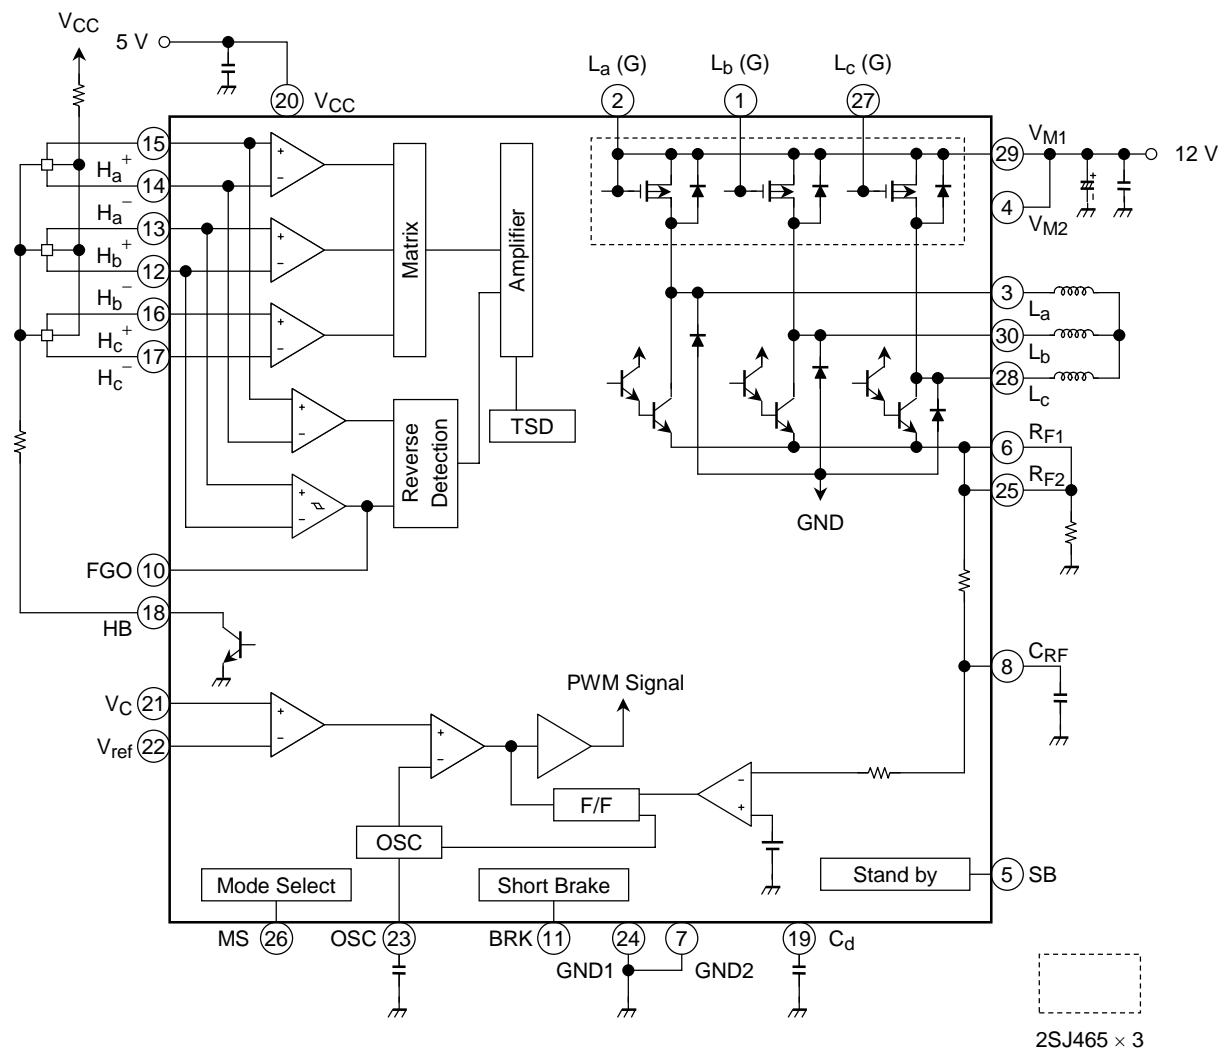 VCC
5 V
La (G)
Lb (G)
Lc (G)
20
VCC
2
1
27
15
Ha+
14
Ha−
13
Hb+
12
Hb−
16
Hc+
17
Hc−
+
−
+
−
+
−
+
−
+
−
Matrix
Amplifier
TSD
Reverse
Detection
29
VM1
12 V
+
−
4
VM2
3
La
30
Lb
28
Lc
6
RF1
25
RF2
GND
FGO
10
18
HB
8
CRF
VC
21
Vref
22
+
−
+
−
PWM Signal
−
+
F/F
OSC
Mode Select
Short Brake
Stand by
5
SB
MS
26
OSC
23
BRK
11
24
7
19
Cd
GND1
GND2
2SJ465 × 3